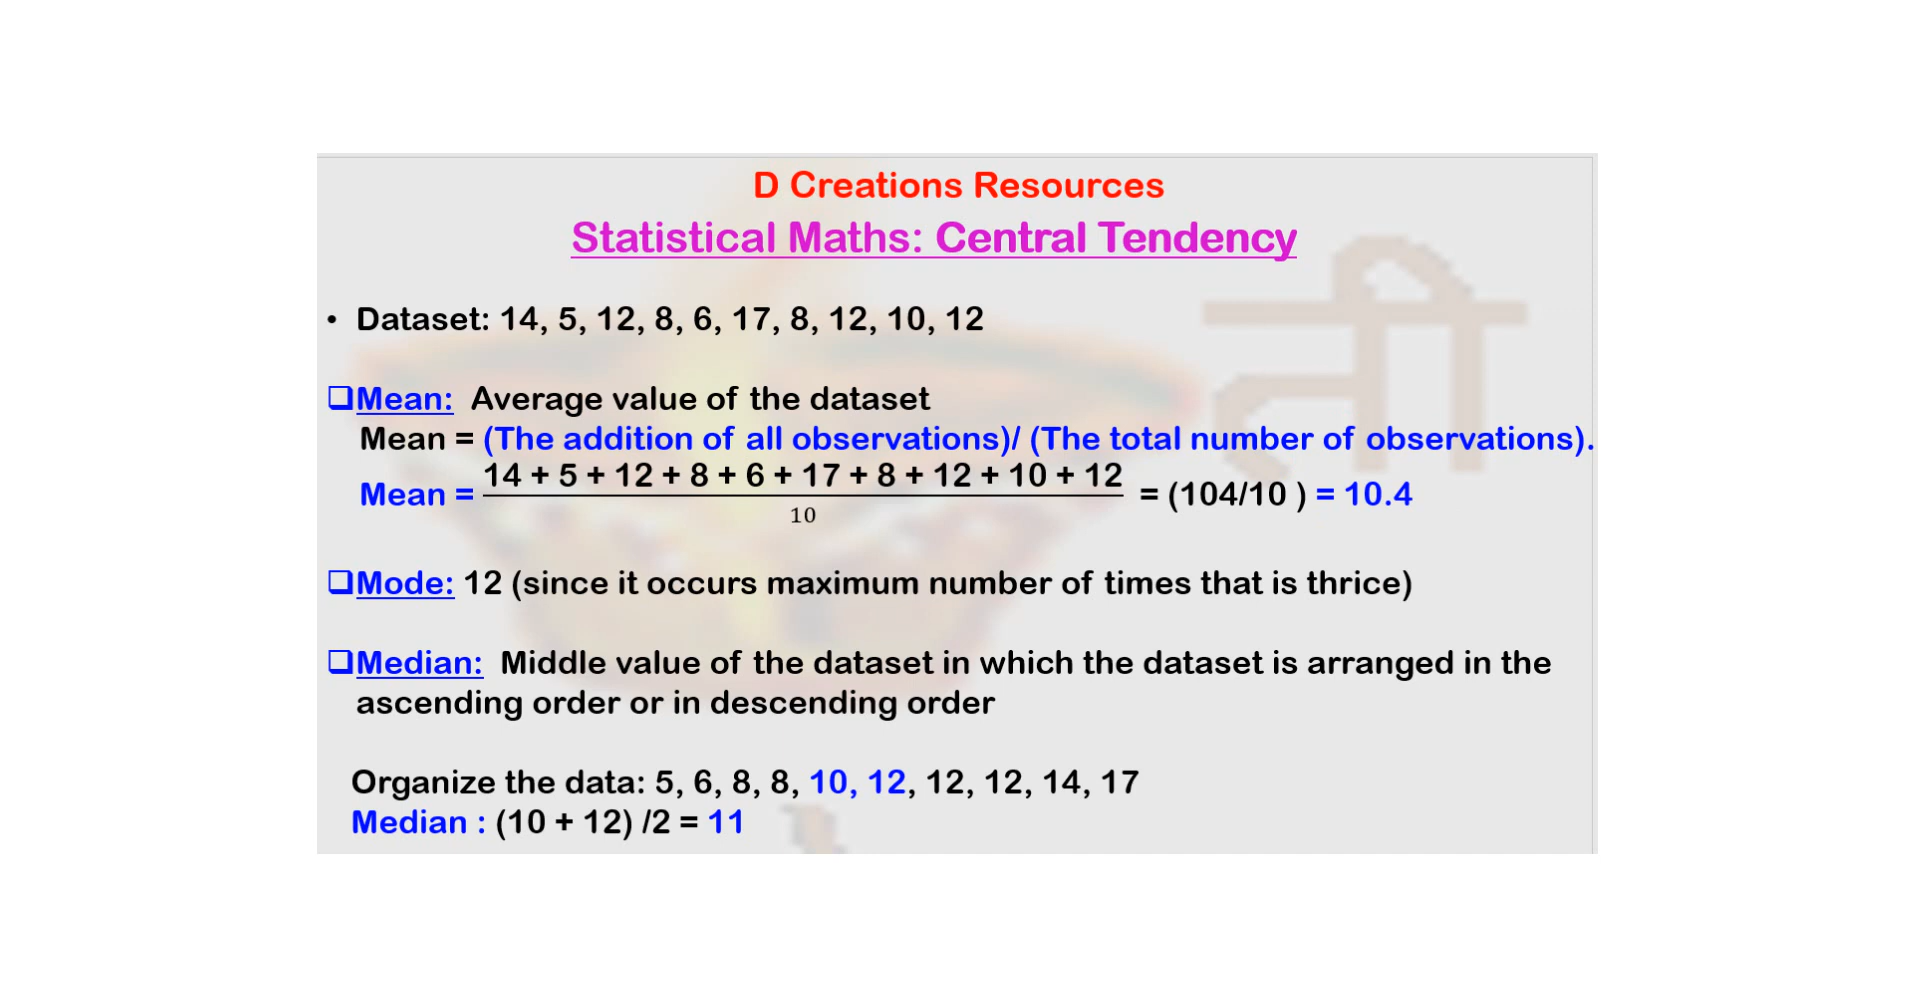 D Creations Resources
Statistical Maths: Central Tendency
• Dataset: 14, 5, 12, 8, 6, 17, 8, 12, 10, 12
❑Mean: Average value of the dataset
Mean = (The addition of all observations)/ (The total number of observations).
Mean = 14 + 5 + 12 + 8 + 6 + 17 + 8 + 12 + 10 + 12 = (104/10 ) = 10.4
10
❑Mode: 12 (since it occurs maximum number of times that is thrice)
❑Median: Middle value of the dataset in which the dataset is arranged in the
ascending order or in descending order
Organize the data: 5, 6, 8, 8, 10, 12, 12, 12, 14, 17
Median : (10 + 12) /2 = 11